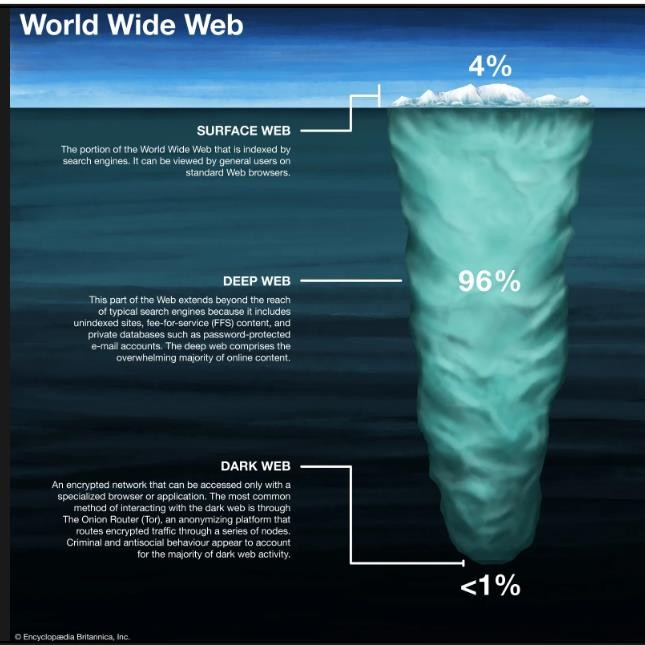 World Wide Web
4%
SURFACE WEB
The portion of the World Wide Web that is indexed by
search engines. It can be viewed by general users on
standard Web browsers.
DEEP WEB
96%
This part of the Web extends beyond the reach
of typical search engines because it includes
unindexed sites, fee-for-service (FFS) content, and
private databases such as password-protected
e-mail accounts. The deep web comprises the
overwhelming majority of online content.
DARK WEB
An encrypted network that can be accessed only with a
specialized browser or application. The most common
method of interacting with the dark web is through
The Onion Router (Tor), an anonymizing platform that
routes encrypted traffic through a series of nodes.
Criminal and antisocial behaviour appear to account
for the majority of dark web activity.
<1%
© Encyclopædia Britannica, Inc.